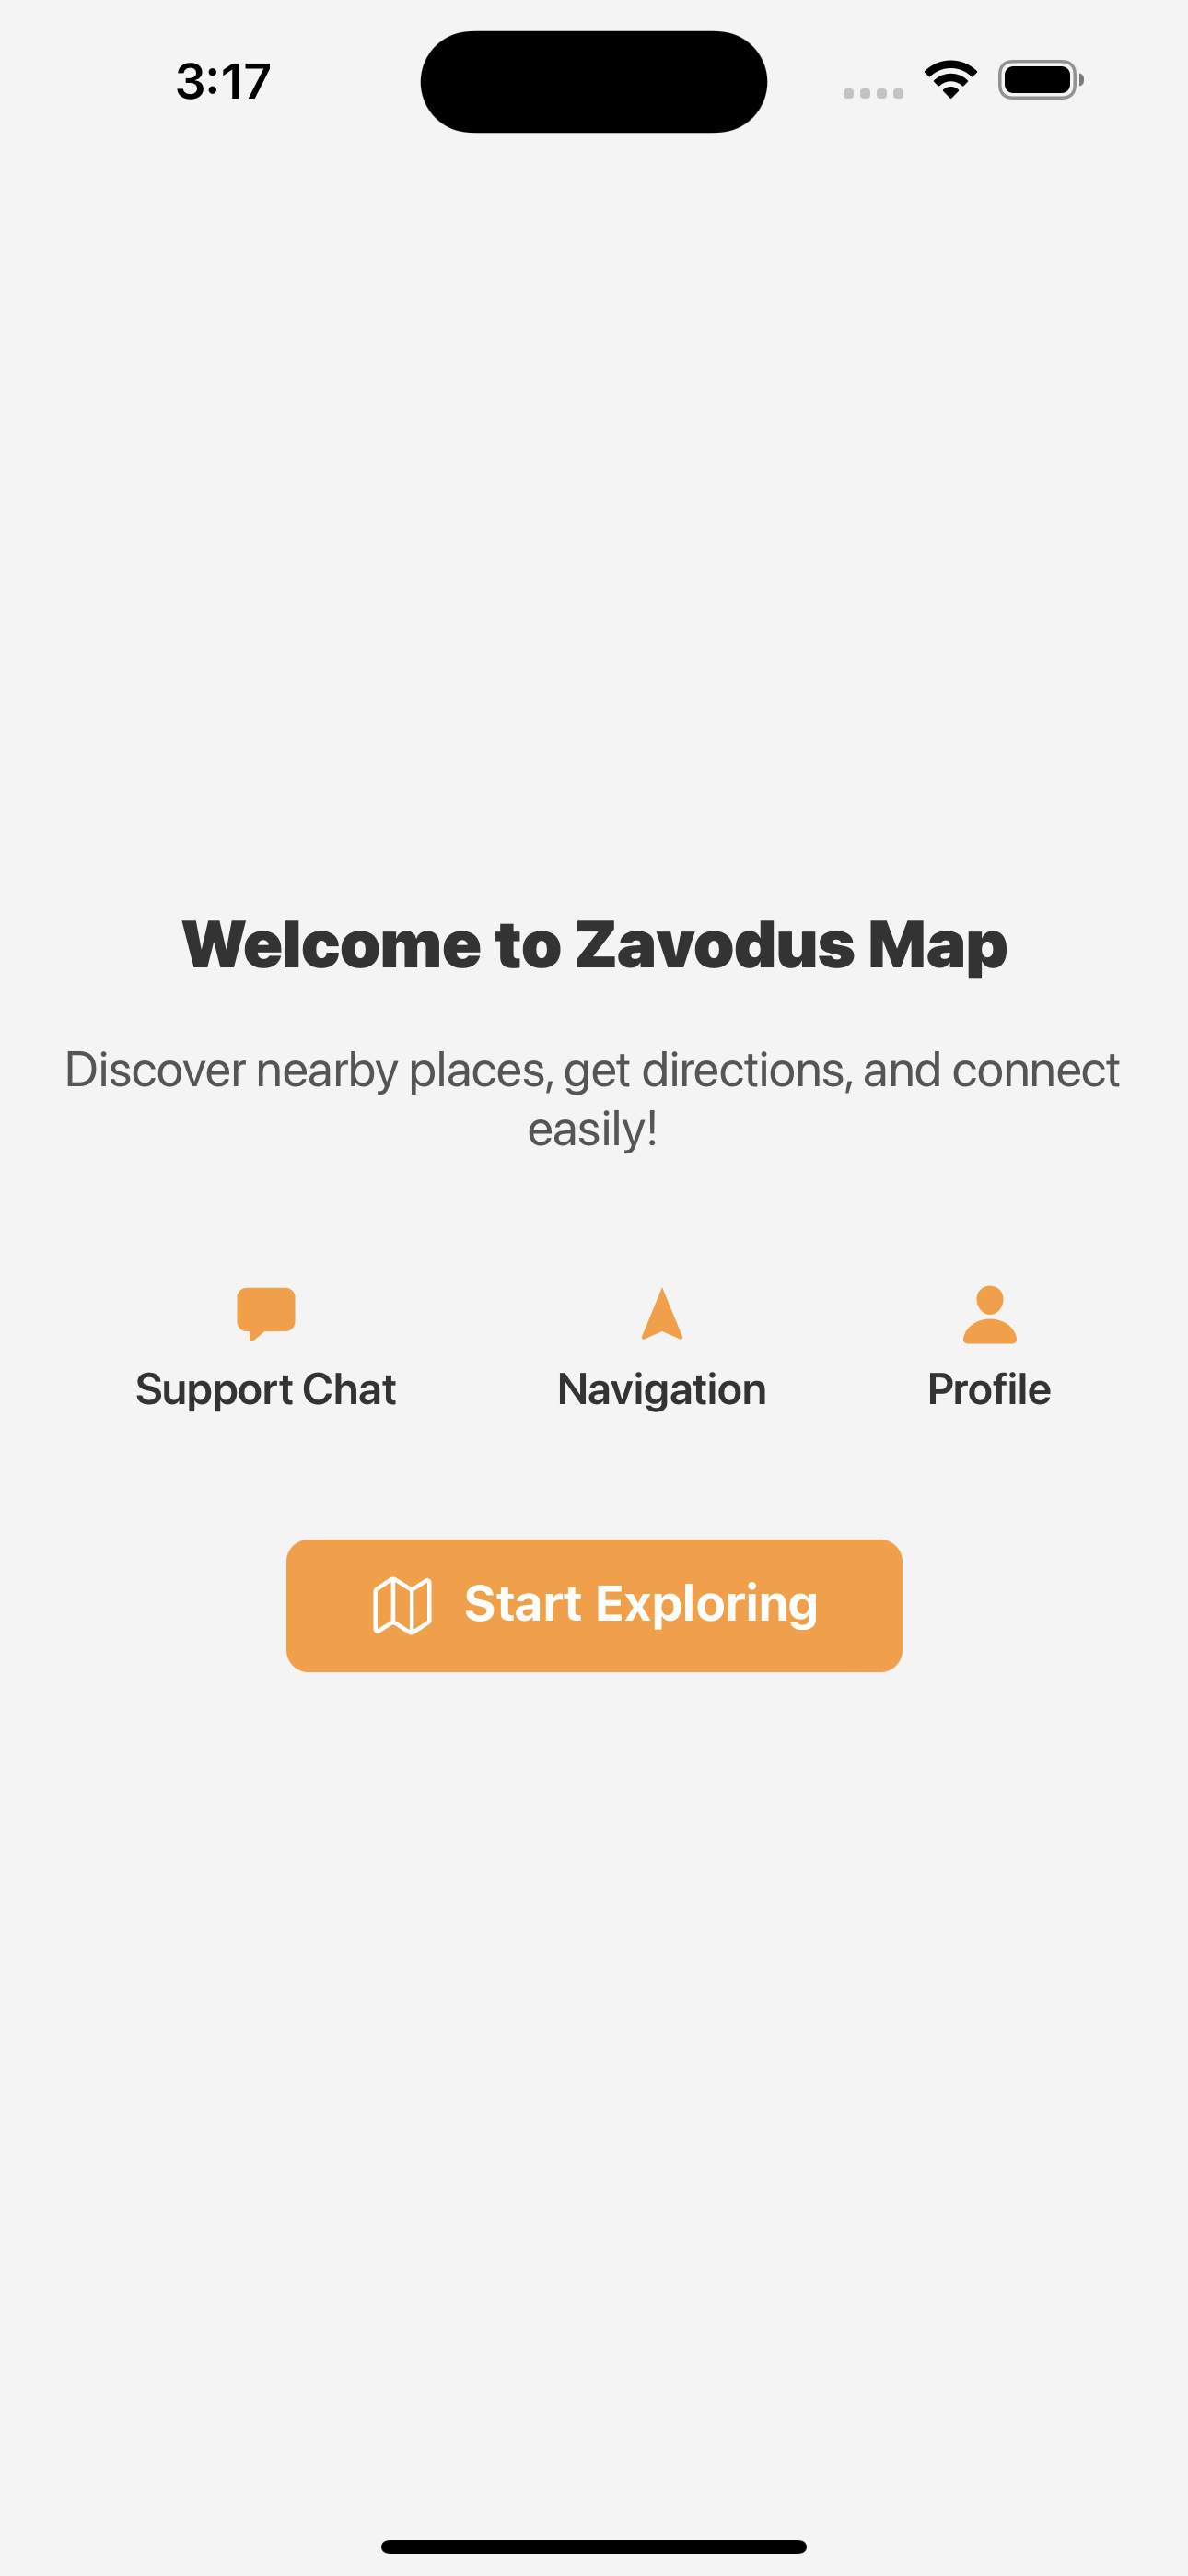 3:17
Welcome to Zavodus Map
Discover nearby places, get directions, and connect
easily!
Support Chat
Navigation
Profile
Start Exploring